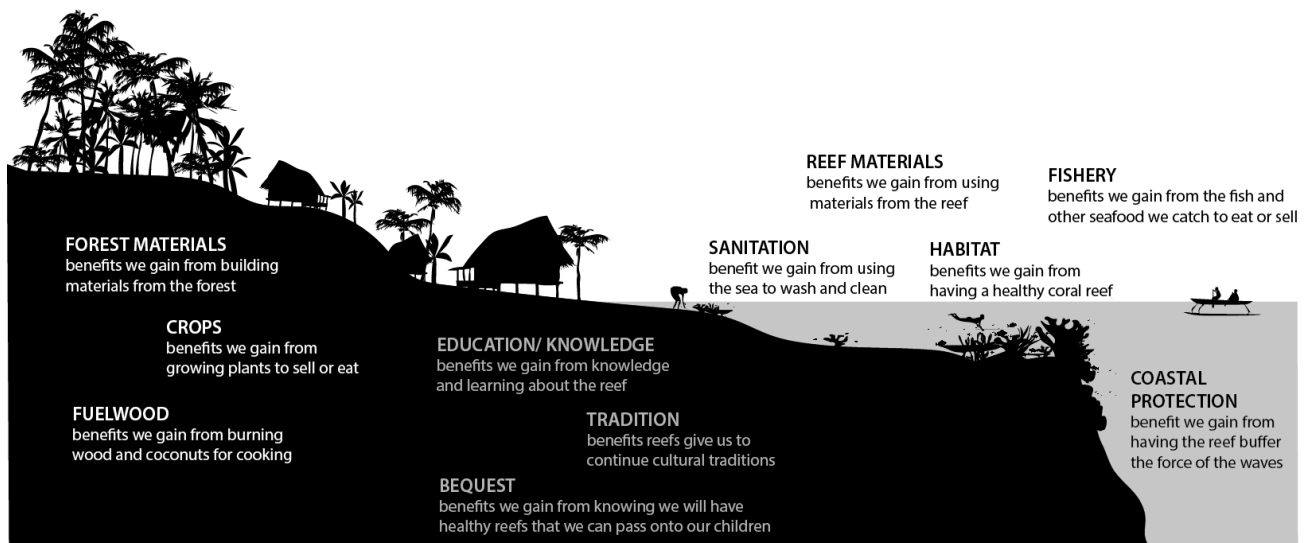 FOREST MATERIALS
benefits we gain from building
materials from the forest
CROPS
benefits we gain from
growing plants to sell or eat
FUELWOOD
benefits we gain from burning
wood and coconuts for cooking
EDUCATION/ KNOWLEDGE
benefits we gain from knowledge
and learning about the reef
TRADITION
benefits reefs give us to
continue cultural traditions
BEQUEST
benefits we gain from knowing we will have
healthy reefs that we can pass onto our children
SANITATION
benefit we gain from using
the sea to wash and clean
REEF MATERIALS
benefits we gain from using
materials from the reef
HABITAT
benefits we gain from
having a healthy coral reef
FISHERY
benefits we gain from the fish and
other seafood we catch to eat or sell
COASTAL
PROTECTION
benefit we gain from
having the reef buffer
the force of the waves